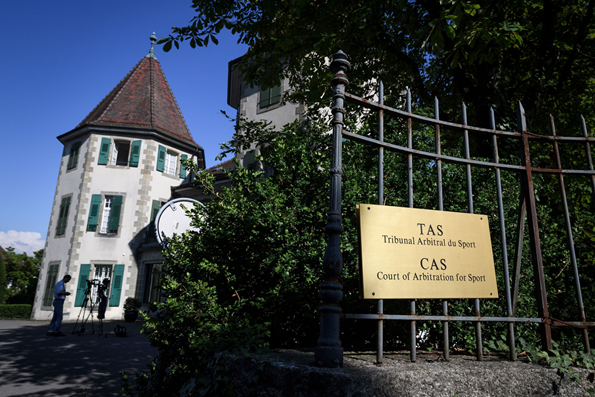 TAS
Tribunal Arbitral du Sport
CAS
Court of Arbitration for Sport